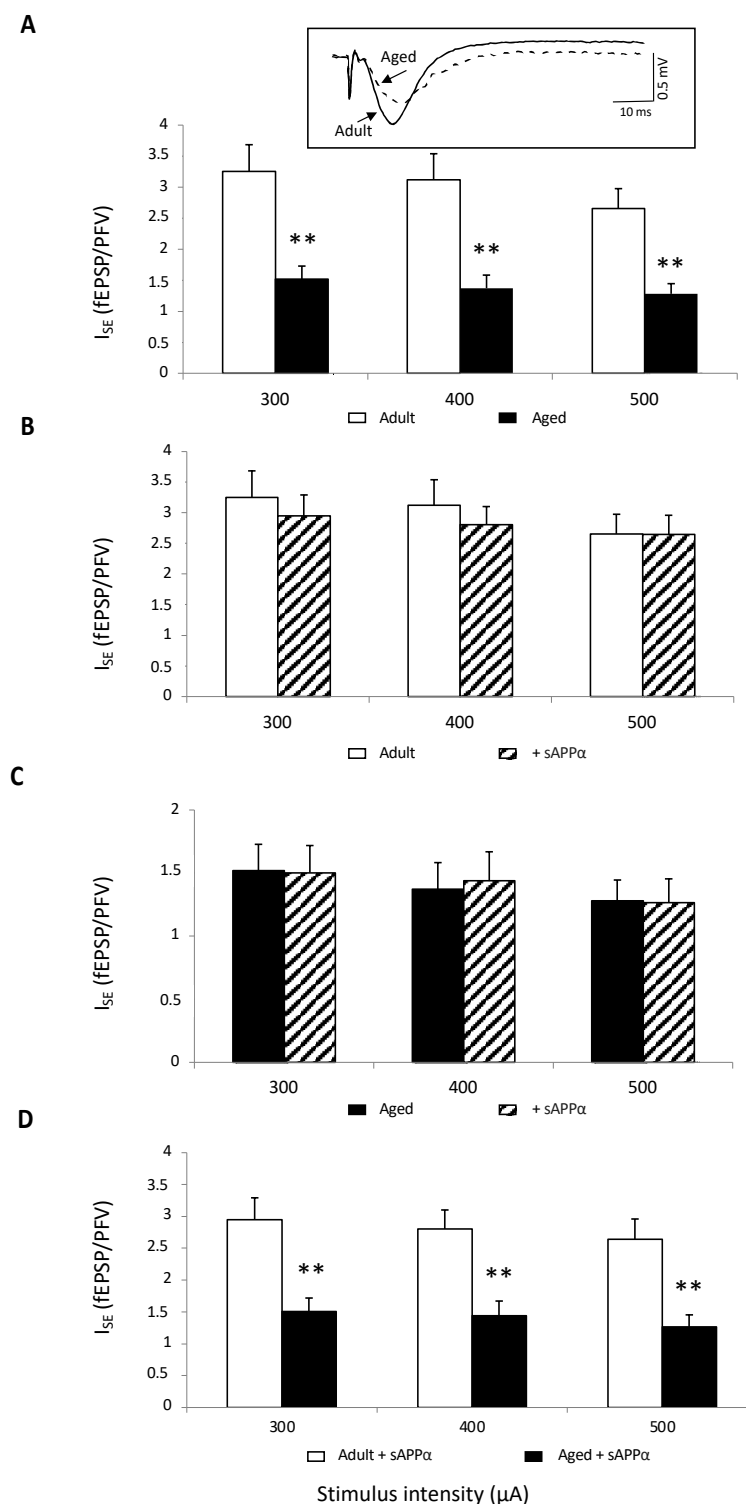 A
Aged
Adult
0.5 mV
10 ms
4
3.5
3
2.5
2
1.5
1
0.5
0
I_SE (fEPSP/PFV)
** ** **
300 400 500
Adult Aged
B
4
3.5
3
2.5
2
1.5
1
0.5
0
I_SE (fEPSP/PFV)
300 400 500
Adult + sAPPα
C
2
1.5
1
0.5
0
I_SE (fEPSP/PFV)
300 400 500
Aged + sAPPα
D
4
3.5
3
2.5
2
1.5
1
0.5
0
I_SE (fEPSP/PFV)
** ** **
300 400 500
Adult + sAPPα Aged + sAPPα
Stimulus intensity (µA)